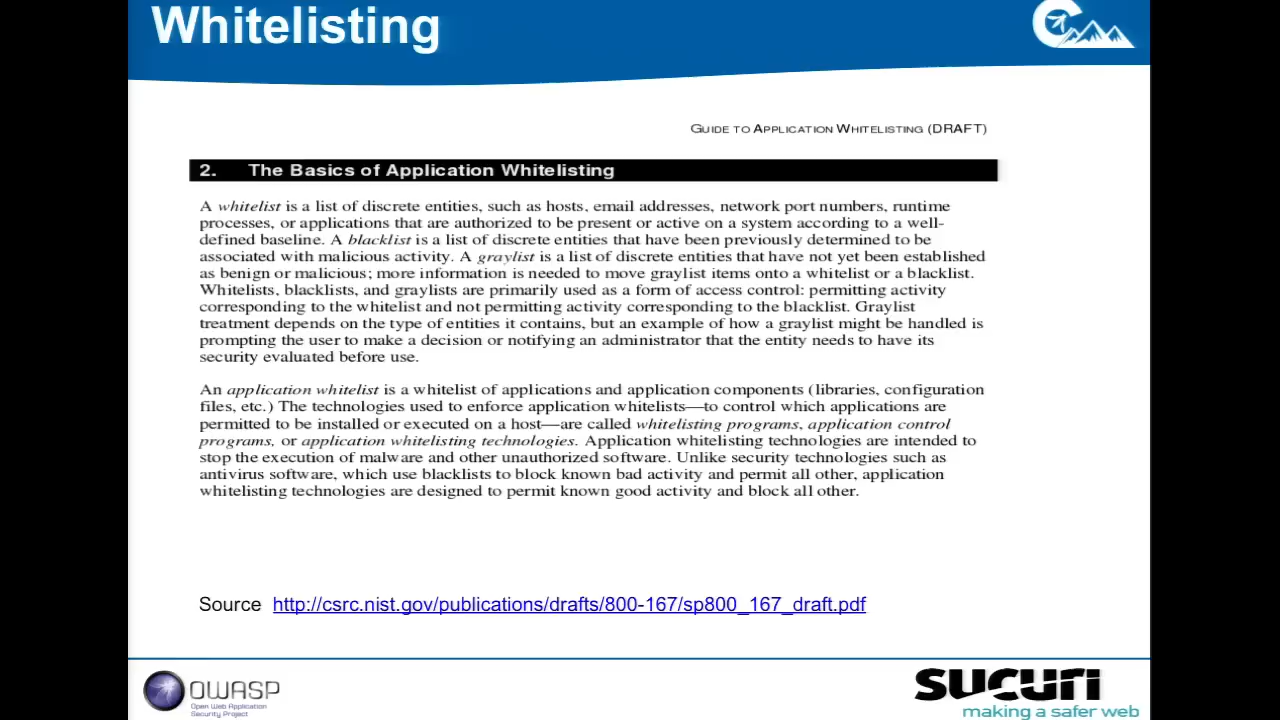 Whitelisting
GUIDE TO APPLICATION WHITELISTING (DRAFT)
2. The Basics of Application Whitelisting
A whitelist is a list of discrete entities, such as hosts, email addresses, network port numbers, runtime
processes, or applications that are authorized to be present or active on a system according to a well-
defined baseline. A blacklist is a list of discrete entities that have been previously determined to be
associated with malicious activity. A graylist is a list of discrete entities that have not yet been established
as benign or malicious; more information is needed to move graylist items onto a whitelist or a blacklist.
Whitelists, blacklists, and graylists are primarily used as a form of access control: permitting activity
corresponding to the whitelist and not permitting activity corresponding to the blacklist. Graylist
treatment depends on the type of entities it contains, but an example of how a graylist might be handled is
prompting the user to make a decision or notifying an administrator that the entity needs to have its
security evaluated before use.
An application whitelist is a whitelist of applications and application components (libraries, configuration
files, etc.) The technologies used to enforce application whitelists—to control which applications are
permitted to be installed or executed on a host—are called whitelisting programs, application control
programs, or application whitelisting technologies. Application whitelisting technologies are intended to
stop the execution of malware and other unauthorized software. Unlike security technologies such as
antivirus software, which use blacklists to block known bad activity and permit all other, application
whitelisting technologies are designed to permit known good activity and block all other.
Source http://csrc.nist.gov/publications/drafts/800-167/sp800_167_draft.pdf
OWASP
Open Web Application
Security Project
sucuri
making a safer web